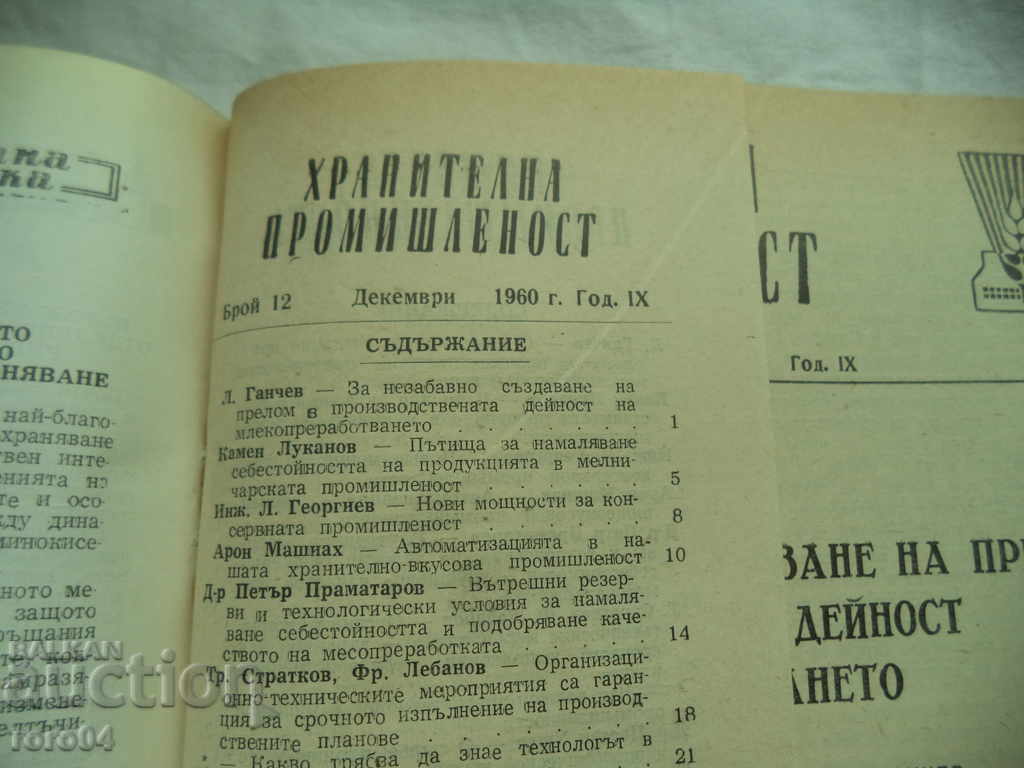 ТО
О
АНЯВАНЕ
най-благо-
храняване
твен инте-
енията на
те и осо-
жду дина-
минокисе-
ното ме-
защото
ръщания
ХРАНИТЕЛНА
ПРОМИШЛЕНОСТ
Брой 12 Декември 1960 г. Год. IX
СЪДЪРЖАНИЕ
Л. Ганчев — За незабавно създаване на
прелом в производствената дейност на
млекопреработването . . . . . . . 1
Камен Луканов — Пътища за намаляване
себестойността на продукцията в мелни-
чарската промишленост . . . . . . 5
Инж. Л. Георгиев — Нови мощности за кон-
сервната промишленост . . . . . . 8
Арон Машиах — Автоматизацията в на-
шата хранително-вкусова промишленост 10
Д-р Петър Праматаров — Вътрешни резер-
ви и технологически условия за намаля-
ване себестойността и подобряване каче-
ството на месопреработката . . . . 14
Тр. Стратков, Фр. Лебанов — Организаци-
онно-техническите мероприятия са гаран-
ция за срочното изпълнение на производ-
ствените планове . . . . . . . . 18
* — Какво трябва да знае технологът в 21
СТ
Год. IX
ВАНЕ НА ПР
ДЕЙНОСТ
АНЕТО
BALKAN
auction
toro04